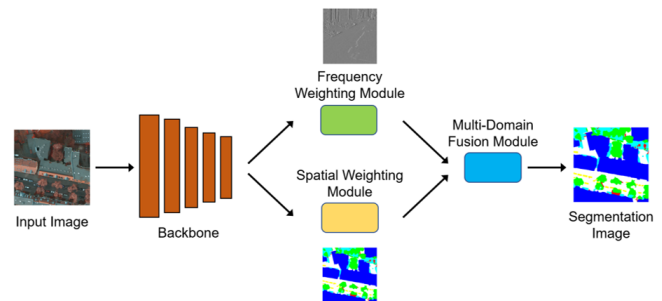 Frequency
Weighting Module
Multi-Domain
Fusion Module
Spatial Weighting
Module
Input Image
Backbone
Segmentation
Image